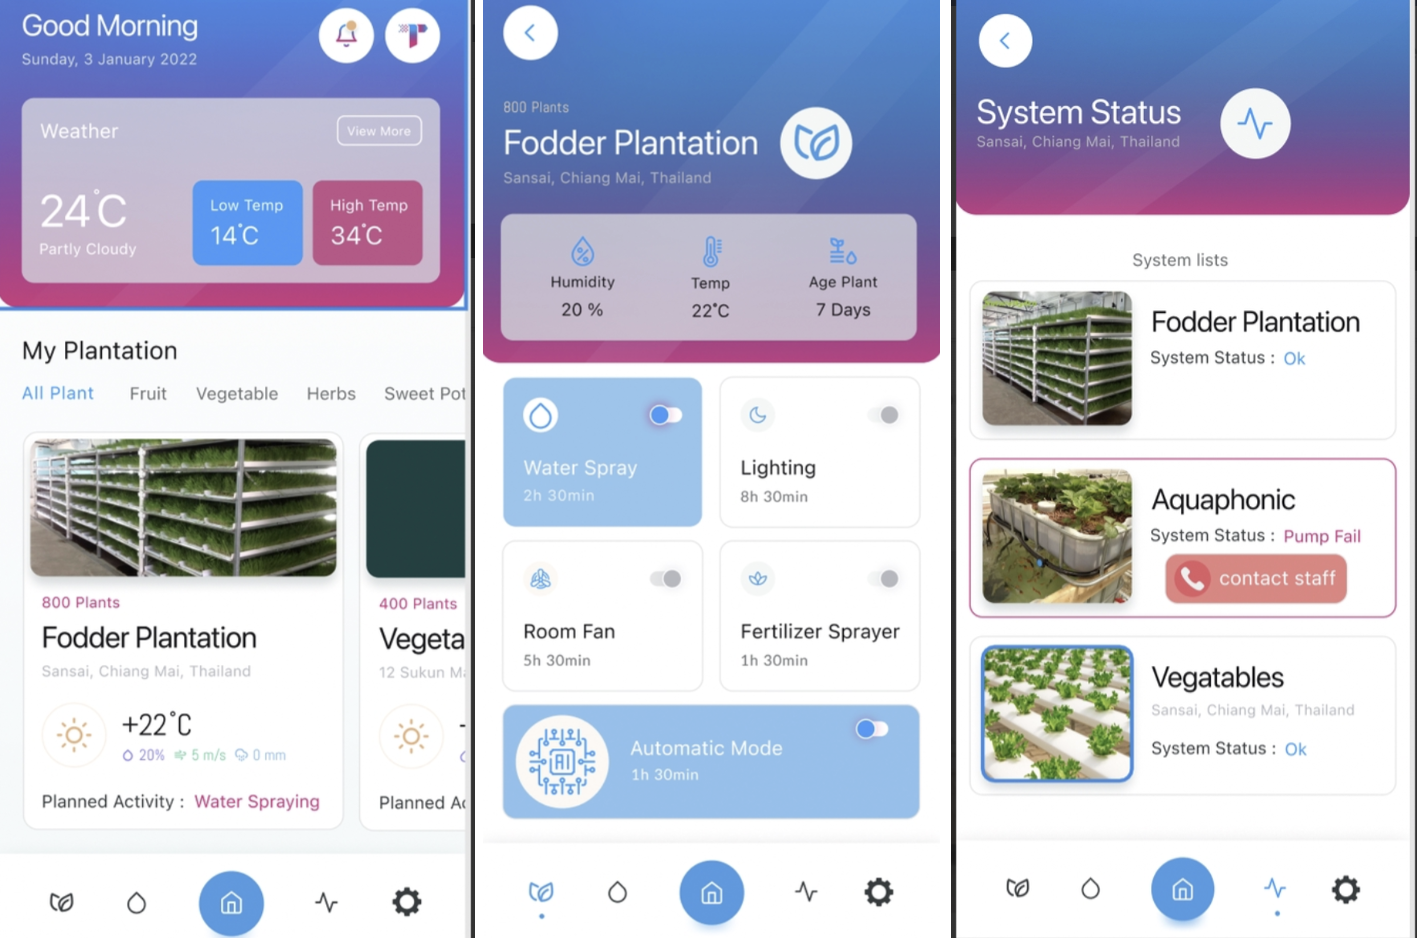 Good Morning
Sunday, 3 January 2022
Weather
View More
24°C
Partly Cloudy
Low Temp
14°C
High Temp
34°C
My Plantation
All Plant
Fruit
Vegetable
Herbs
Sweet Pot
800 Plants
Fodder Plantation
Sansai, Chiang Mai, Thailand
+22°C
20%
5 m/s
0 mm
Planned Activity : Water Spraying
400 Plants
Vegeta
12 Sukun Ma
Planned Ac
800 Plants
Fodder Plantation
Sansai, Chiang Mai, Thailand
Humidity
20 %
Temp
22°C
Age Plant
7 Days
Water Spray
2h 30min
Lighting
8h 30min
Room Fan
5h 30min
Fertilizer Sprayer
1h 30min
AI
Automatic Mode
1h 30min
System Status
Sansai, Chiang Mai, Thailand
System lists
Fodder Plantation
System Status : Ok
Aquaphonic
System Status : Pump Fail
contact staff
Vegatables
Sansai, Chiang Mai, Thailand
System Status : Ok